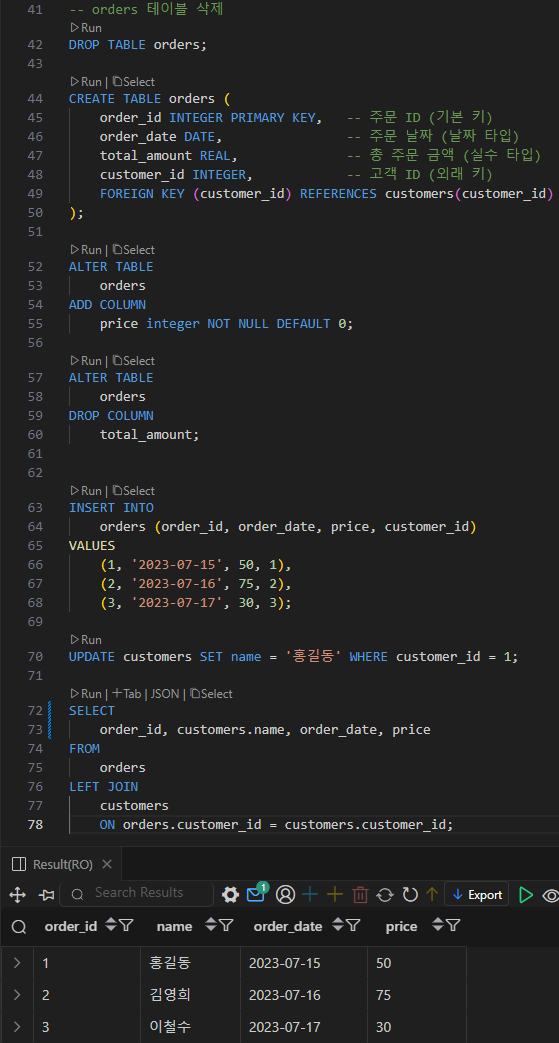 41 -- orders 테이블 삭제
Run
42 DROP TABLE orders;
43
Run | Select
44 CREATE TABLE orders (
45 order_id INTEGER PRIMARY KEY, -- 주문 ID (기본 키)
46 order_date DATE, -- 주문 날짜 (날짜 타입)
47 total_amount REAL, -- 총 주문 금액 (실수 타입)
48 customer_id INTEGER, -- 고객 ID (외래 키)
49 FOREIGN KEY (customer_id) REFERENCES customers(customer_id)
50 );
51
Run | Select
52 ALTER TABLE
53 orders
54 ADD COLUMN
55 price integer NOT NULL DEFAULT 0;
56
Run | Select
57 ALTER TABLE
58 orders
59 DROP COLUMN
60 total_amount;
61
62
Run | Select
63 INSERT INTO
64 orders (order_id, order_date, price, customer_id)
65 VALUES
66 (1, '2023-07-15', 50, 1),
67 (2, '2023-07-16', 75, 2),
68 (3, '2023-07-17', 30, 3);
69
Run
70 UPDATE customers SET name = '홍길동' WHERE customer_id = 1;
71
Run | +Tab | JSON | Select
72 SELECT
73 order_id, customers.name, order_date, price
74 FROM
75 orders
76 LEFT JOIN
77 customers
78 ON orders.customer_id = customers.customer_id;
Result(RO)
Search Results 1 Export
order_id name order_date price
1 홍길동 2023-07-15 50
2 김영희 2023-07-16 75
3 이철수 2023-07-17 30